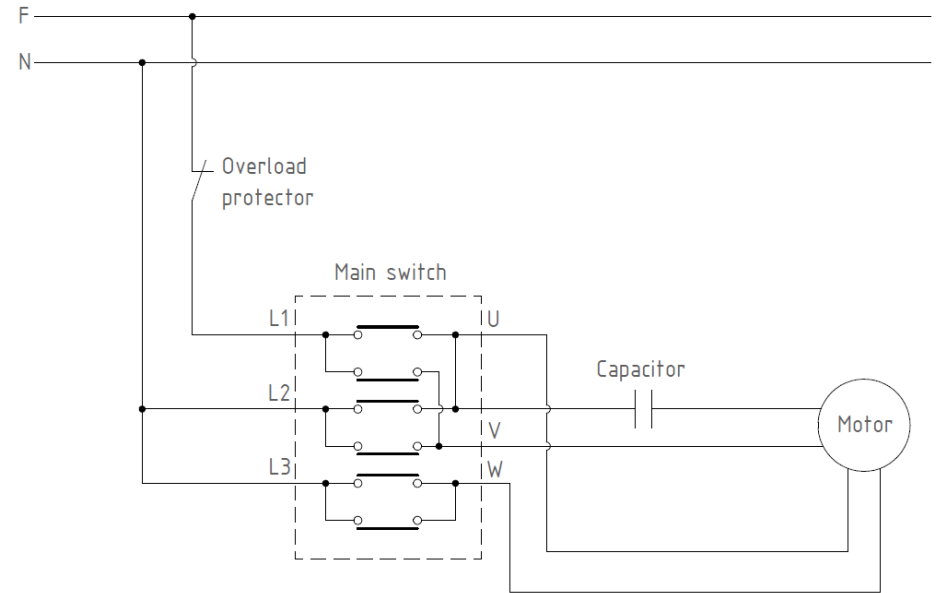 F
N
Overload
protector
Main switch
L1
U
Capacitor
L2
Motor
V
L3
W